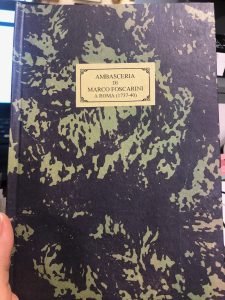 AMBASCERIA
DI
MARCO FOSCARINI
A ROMA (1737-40)